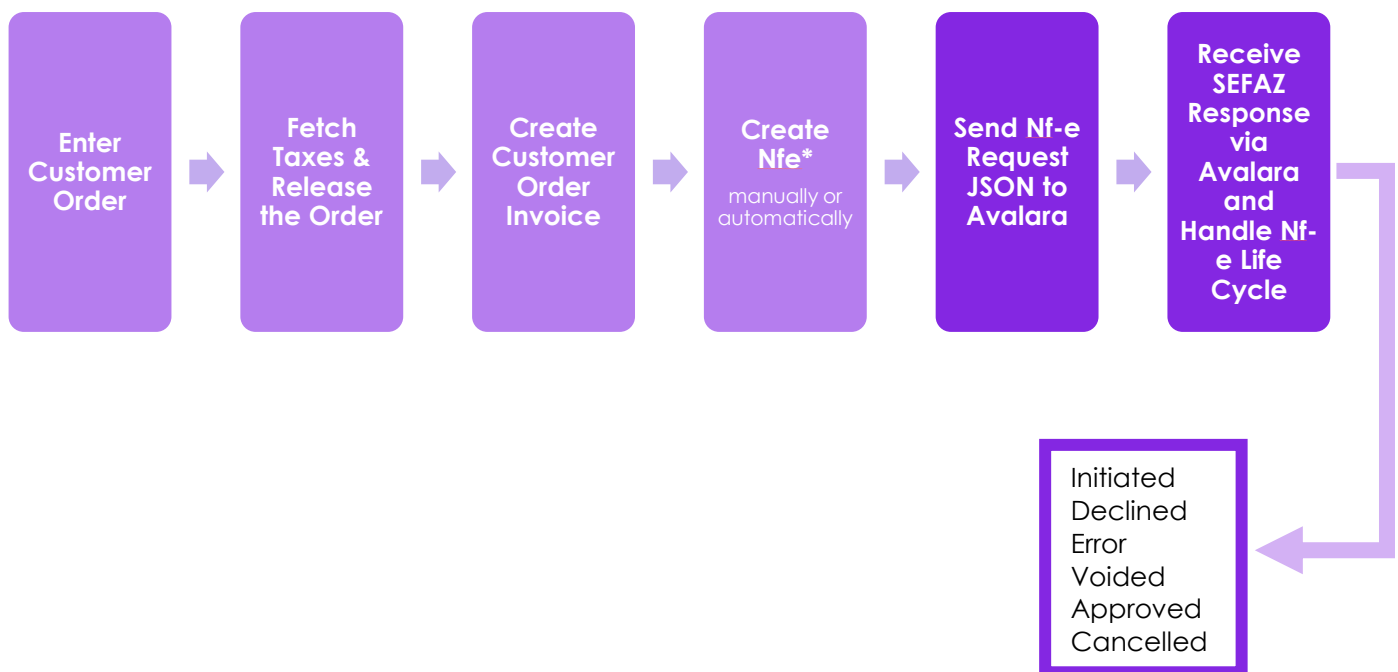 Enter
Customer
Order
Fetch
Taxes &
Release
the Order
Create
Customer
Order
Invoice
Create
Nfe*
manually or
automatically
Send Nf-e
Request
JSON to
Avalara
Receive
SEFAZ
Response
via
Avalara
and
Handle Nf-
e Life
Cycle
Initiated
Declined
Error
Voided
Approved
Cancelled